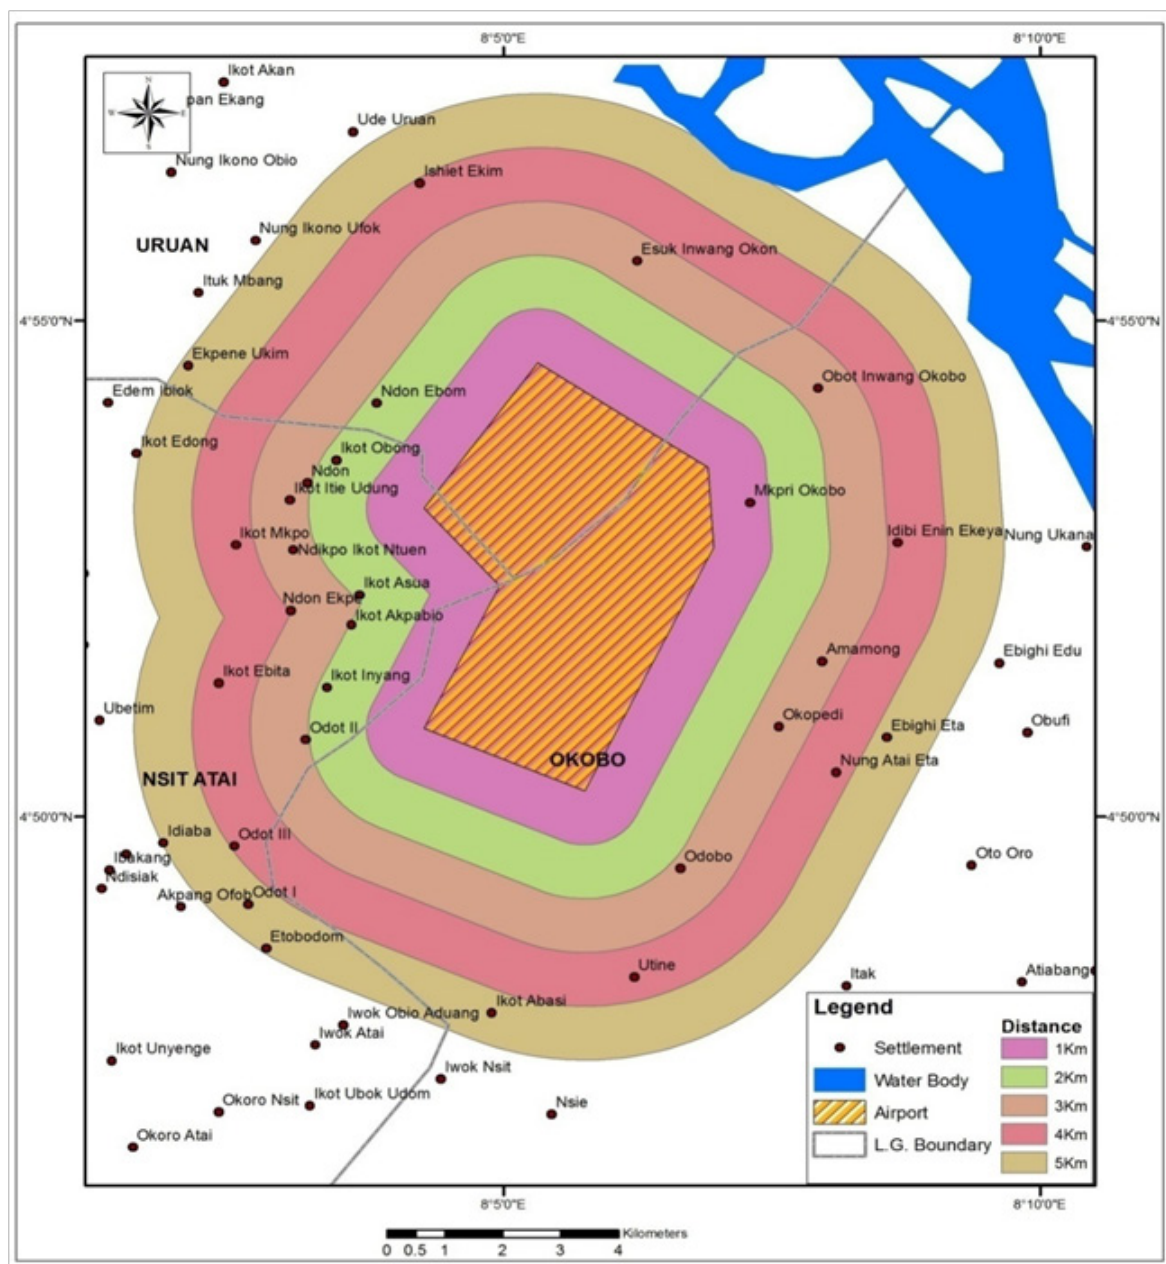 8°5'0"E
8°10'0"E
Ikot Akan
pan Ekang
N
W
E
S
Ude Uruan
Nung Ikono Obio
Ishiet Ekim
Nung Ikono Ufok
URUAN
Esuk Inwang Okon
Ituk Mbang
4°55'0"N
4°55'0"N
Ekpene Ukim
Obot Inwang Okobo
Edem
Ndon Ebom
Ikot Edong
Ikot Obong
Ndon
Ikot Itie Udung
Mkpri Okobo
Ikot Mkpo
Idibi Enin Ekeya
Nung Ukana
Ndikpo Ikot Ntuen
Ikot Asua
Ndon Ekpe
Ikot Akpabio
Amamong
Ebighi Edu
Ikot Ebita
Ikot Inyang
Ubetim
Okopedi
Ebighi Eta
Obufi
Odot II
OKOBO
Nung Atai Eta
NSIT ATAI
4°50'0"N
4°50'0"N
Idiaba
Odot III
Ibakang
Odobo
Oto Oro
Ndisiak
Akpang Ofob
Odot I
Etobodom
Utine
Itak
Atiabang
Ikot Abasi
Iwok Obio Aduang
Iwok Atai
Ikot Unyenge
Iwok Nsit
Okoro Nsit
Ikot Ubok Udom
Nsie
Okoro Atai
Legend
Settlement
Water Body
Airport
L.G. Boundary
Distance
1Km
2Km
3Km
4Km
5Km
8°5'0"E
8°10'0"E
Kilometers
0 0.5 1 2 3 4